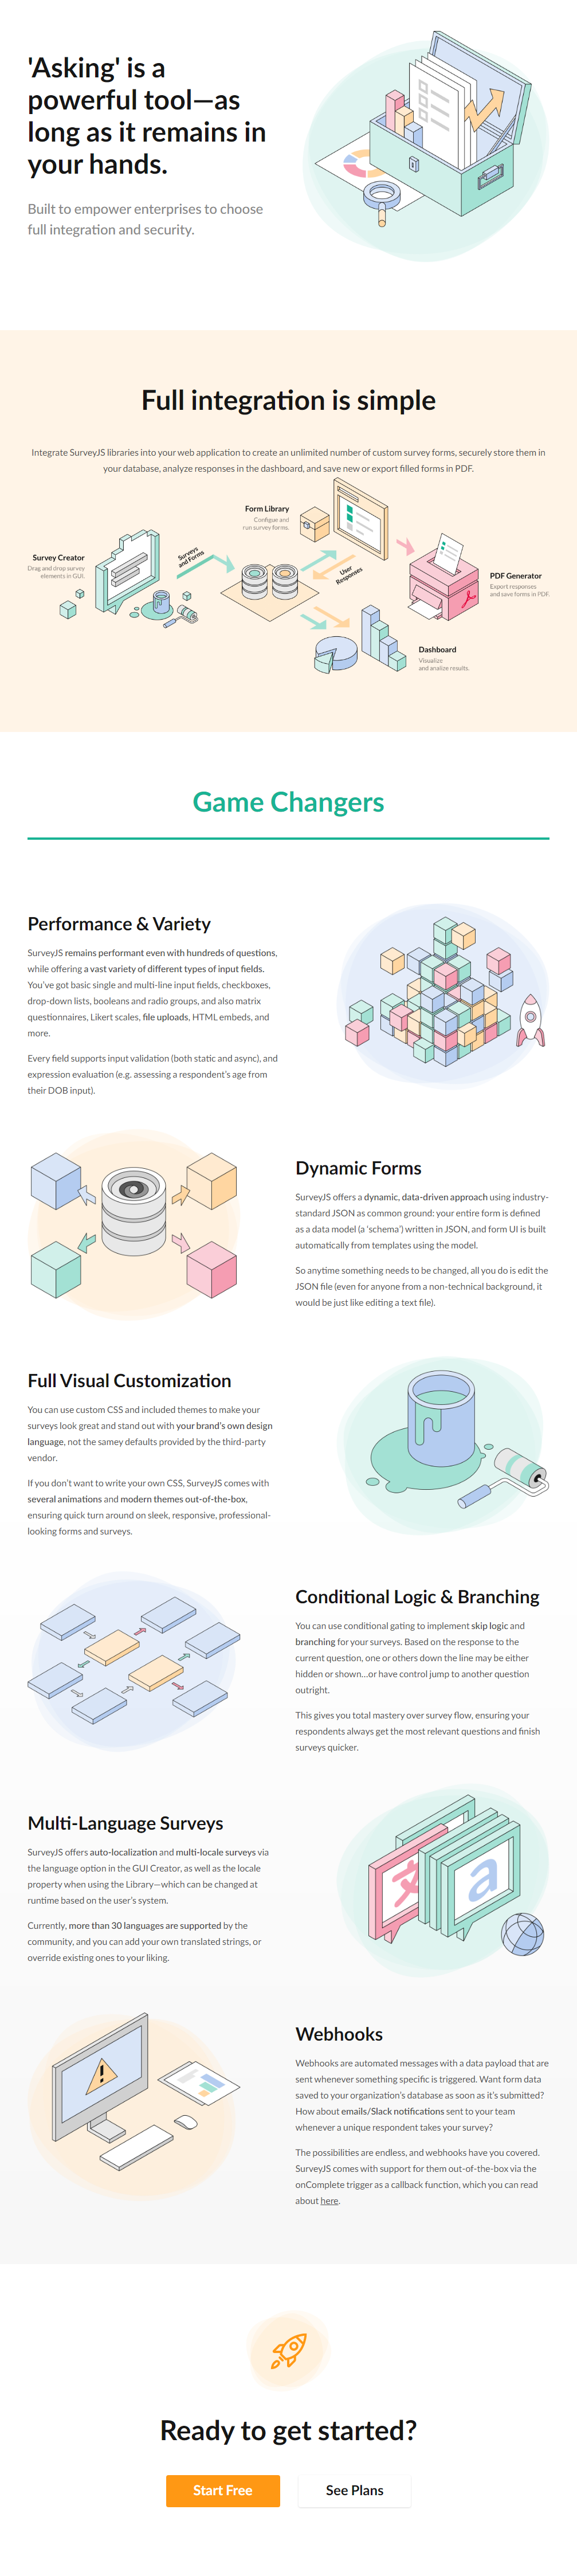 'Asking' is a
powerful tool—as
long as it remains in
your hands.
Built to empower enterprises to choose
full integration and security.
Full integration is simple
Integrate SurveyJS libraries into your web application to create an unlimited number of custom survey forms, securely store them in
your database, analyze responses in the dashboard, and save new or export filled forms in PDF.
Form Library
Configue and
run survey forms.
Survey Creator
Drag and drop survey
elements in GUI.
Surveys
and Forms
User
Responses
PDF Generator
Export responses
and save forms in PDF.
Dashboard
Visualize
and analize results.
Game Changers
Performance & Variety
SurveyJS remains performant even with hundreds of questions,
while offering a vast variety of different types of input fields.
You've got basic single and multi-line input fields, checkboxes,
drop-down lists, booleans and radio groups, and also matrix
questionnaires, Likert scales, file uploads, HTML embeds, and
more.
Every field supports input validation (both static and async), and
expression evaluation (e.g. assessing a respondent's age from
their DOB input).
Dynamic Forms
SurveyJS offers a dynamic, data-driven approach using industry-
standard JSON as common ground: your entire form is defined
as a data model (a 'schema') written in JSON, and form UI is built
automatically from templates using the model.
So anytime something needs to be changed, all you do is edit the
JSON file (even for anyone from a non-technical background, it
would be just like editing a text file).
Full Visual Customization
You can use custom CSS and included themes to make your
surveys look great and stand out with your brand's own design
language, not the samey defaults provided by the third-party
vendor.
If you don't want to write your own CSS, SurveyJS comes with
several animations and modern themes out-of-the-box,
ensuring quick turn around on sleek, responsive, professional-
looking forms and surveys.
Conditional Logic & Branching
You can use conditional gating to implement skip logic and
branching for your surveys. Based on the response to the
current question, one or others down the line may be either
hidden or shown...or have control jump to another question
outright.
This gives you total mastery over survey flow, ensuring your
respondents always get the most relevant questions and finish
surveys quicker.
Multi-Language Surveys
SurveyJS offers auto-localization and multi-locale surveys via
the language option in the GUI Creator, as well as the locale
property when using the Library—which can be changed at
runtime based on the user's system.
Currently, more than 30 languages are supported by the
community, and you can add your own translated strings, or
override existing ones to your liking.
文
a
!
Webhooks
Webhooks are automated messages with a data payload that are
sent whenever something specific is triggered. Want form data
saved to your organization's database as soon as it's submitted?
How about emails/Slack notifications sent to your team
whenever a unique respondent takes your survey?
The possibilities are endless, and webhooks have you covered.
SurveyJS comes with support for them out-of-the-box via the
onComplete trigger as a callback function, which you can read
about here.
Ready to get started?
Start Free
See Plans